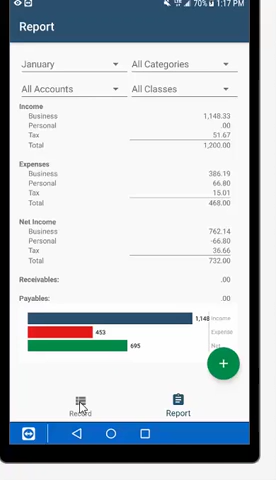 70% 1:17 PM
Report
January All Categories
All Accounts All Classes
Income
Business 1,148.33
Personal .00
Tax 51.67
Total 1,200.00
Expenses
Business 386.19
Personal 66.80
Tax 15.01
Total 468.00
Net Income
Business 762.14
Personal -66.80
Tax 36.66
Total 732.00
Receivables: .00
Payables: .00
1,148 Income
453 Expense
695 Net
+
Record Report